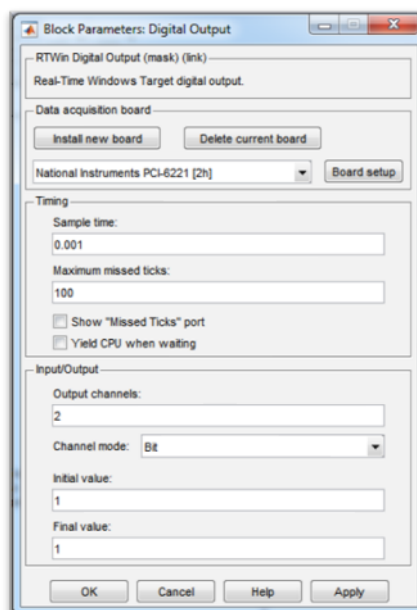 Block Parameters: Digital Output
RTWin Digital Output (mask) (link)
Real-Time Windows Target digital output.
Data acquisition board
Install new board Delete current board
National Instruments PCI-6221 [2h] Board setup
Timing
Sample time:
0.001
Maximum missed ticks:
100
Show "Missed Ticks" port
Yield CPU when waiting
Input/Output
Output channels:
2
Channel mode: Bit
Initial value:
1
Final value:
1
OK Cancel Help Apply